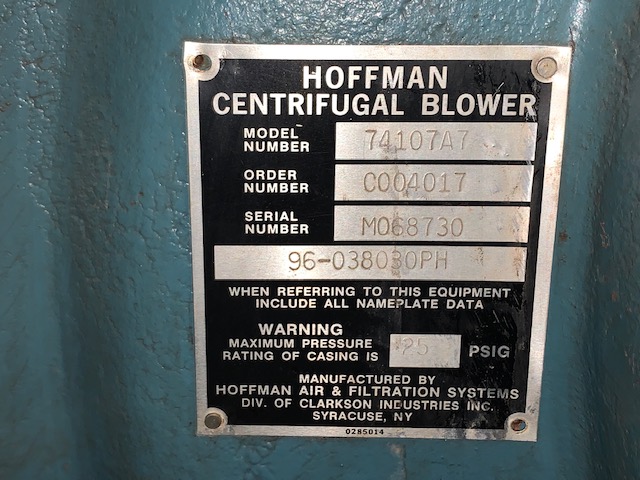 HOFFMAN
CENTRIFUGAL BLOWER
MODEL NUMBER 74107A7
ORDER NUMBER C004017
SERIAL NUMBER M068730
96-038030PH
WHEN REFERRING TO THIS EQUIPMENT
INCLUDE ALL NAMEPLATE DATA
WARNING
MAXIMUM PRESSURE
RATING OF CASING IS 25 PSIG
MANUFACTURED BY
HOFFMAN AIR & FILTRATION SYSTEMS
DIV. OF CLARKSON INDUSTRIES INC.
SYRACUSE, NY
0285014